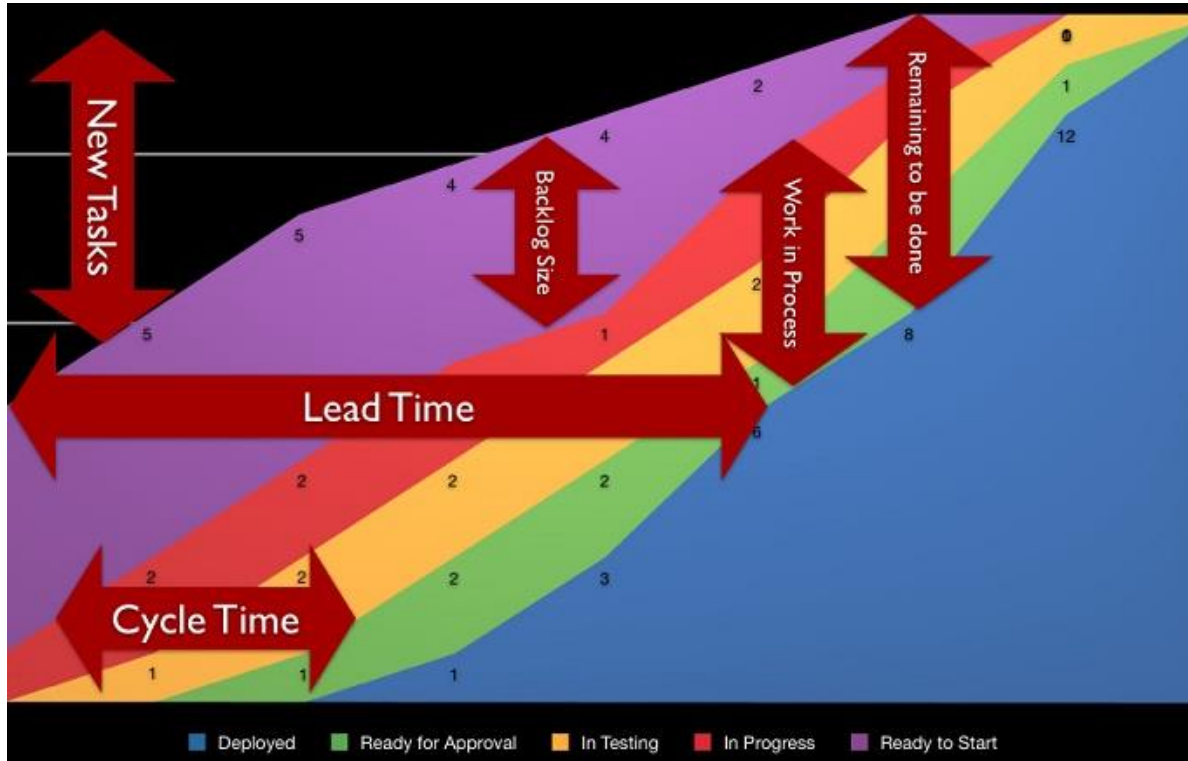 New Tasks
Remaining to be done
2
1
4
12
Backlog Size
4
Work in Process
5
2
5
1
8
1
Lead Time
6
2
2
2
2
2
2
3
Cycle Time
1
1
1
Deployed
Ready for Approval
In Testing
In Progress
Ready to Start